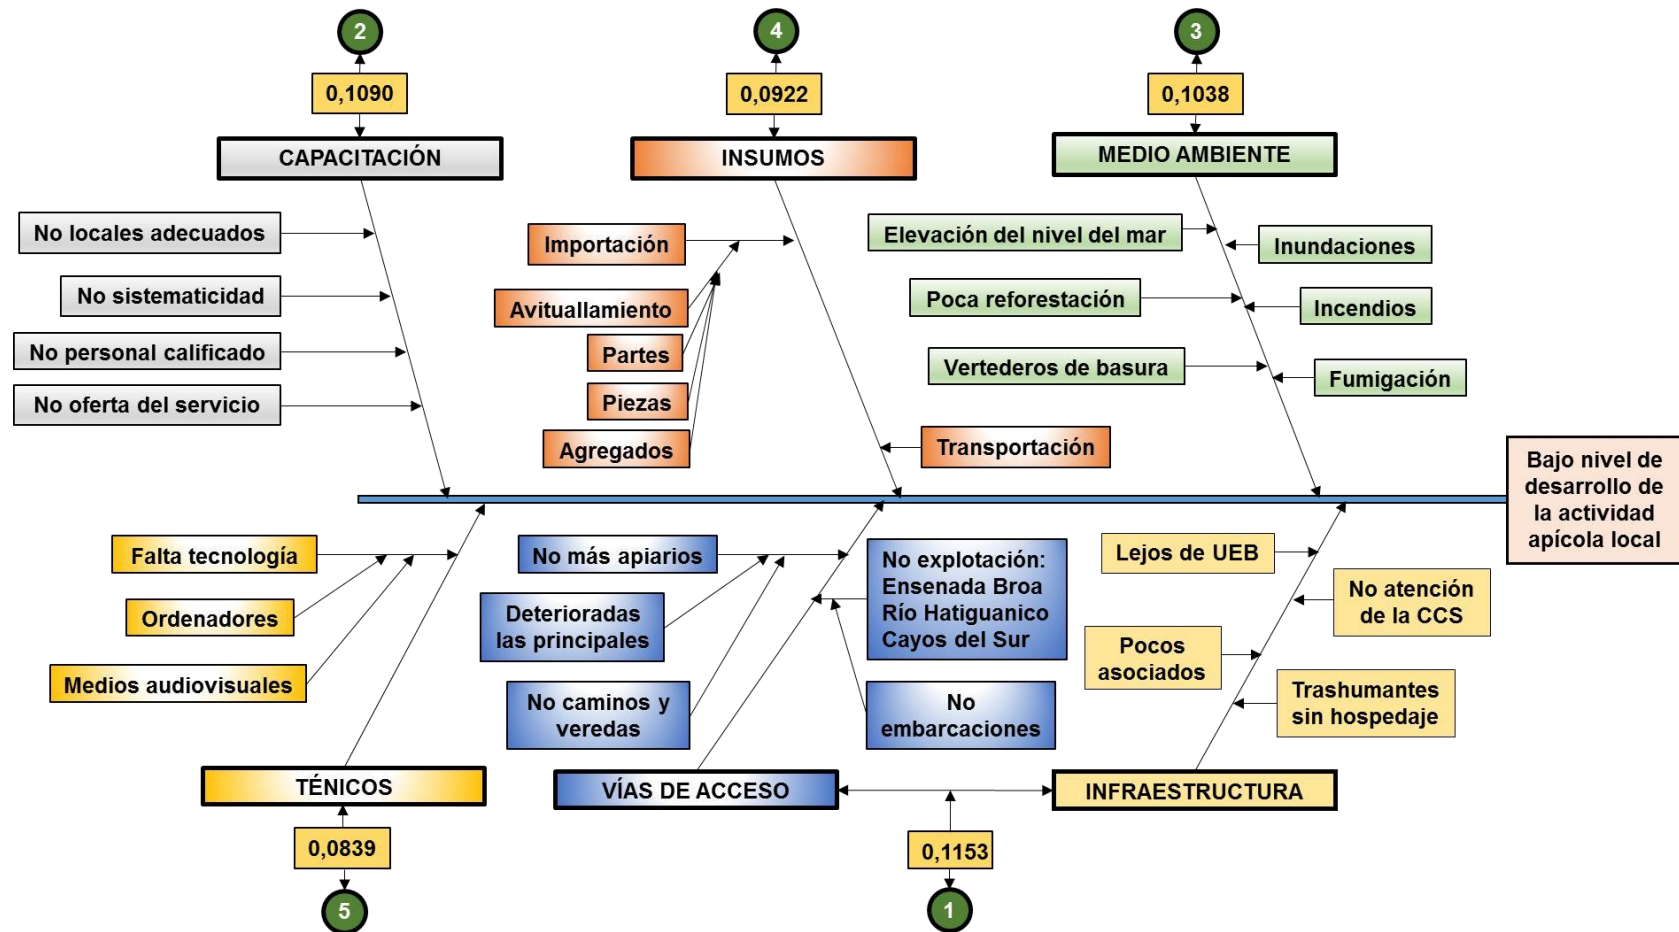 2
4
3
0,1090
0,0922
0,1038
CAPACITACIÓN
INSUMOS
MEDIO AMBIENTE
No locales adecuados
No sistematicidad
No personal calificado
No oferta del servicio
Importación
Avituallamiento
Partes
Piezas
Agregados
Transportación
Elevación del nivel del mar
Poca reforestación
Vertederos de basura
Inundaciones
Incendios
Fumigación
Bajo nivel de
desarrollo de
la actividad
apícola local
Falta tecnología
Ordenadores
Medios audiovisuales
No más apiarios
Deterioradas
las principales
No caminos y
veredas
No explotación:
Ensenada Broa
Río Hatiguanico
Cayos del Sur
No
embarcaciones
Lejos de UEB
No atención
de la CCS
Pocos
asociados
Trashumantes
sin hospedaje
TÉNICOS
VÍAS DE ACCESO
INFRAESTRUCTURA
0,0839
0,1153
5
1